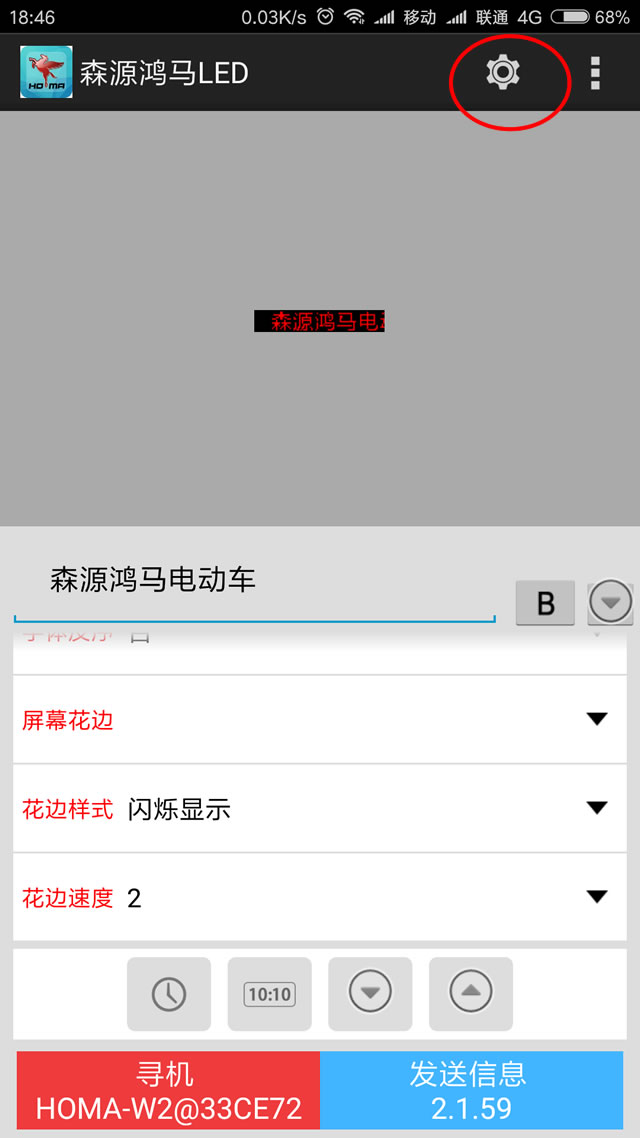 18:46 0.03K/s 移动 联通 4G 68%
HOMA
森源鸿马LED
森源鸿马电
森源鸿马电动车
B
屏幕花边
花边样式 闪烁显示
花边速度 2
10:10
寻机
HOMA-W2@33CE72
发送信息
2.1.59